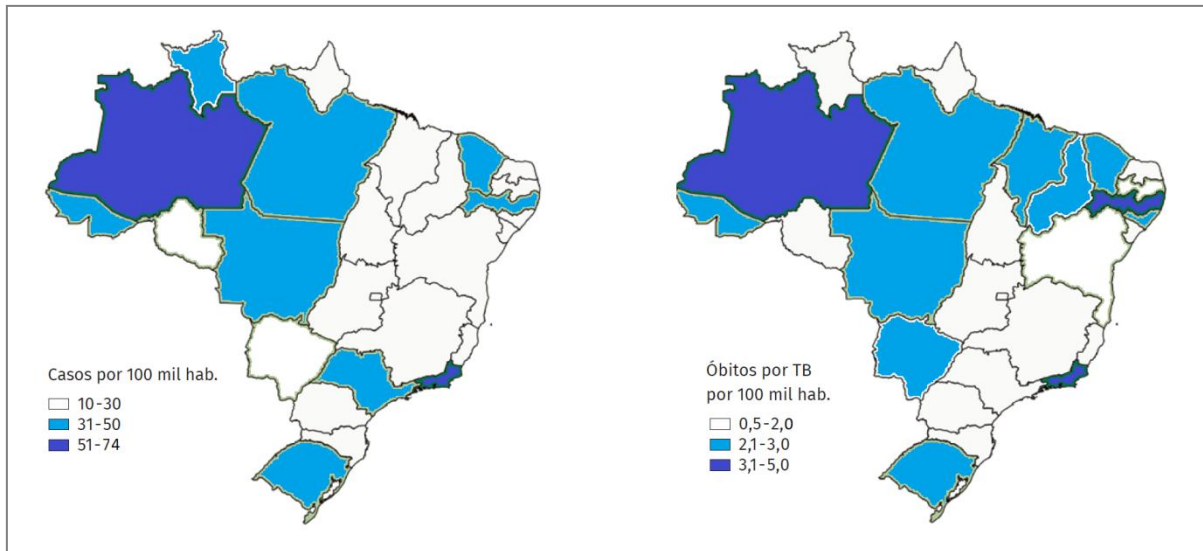 Casos por 100 mil hab.
10-30
31-50
51-74
Óbitos por TB
por 100 mil hab.
0,5-2,0
2,1-3,0
3,1-5,0